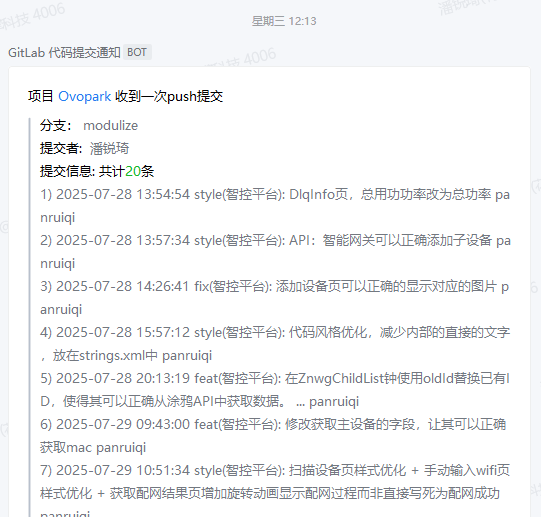 科技 4006
潘锐
星期三 12:13
GitLab 代码提交通知 BOT
科技 4006
项目 Ovopark 收到一次push提交
分支： modulize
提交者: 潘锐琦
提交信息: 共计20条
1) 2025-07-28 13:54:54 style(智控平台): DlqInfo页，总用功功率改为总功率 pa
nruiqi
2) 2025-07-28 13:57:34 style(智控平台): API：智能网关可以正确添加子设备 pa
nruiqi
3) 2025-07-28 14:26:41 fix(智控平台): 添加设备页可以正确的显示对应的图片 p
anruiqi
4) 2025-07-28 15:57:12 style(智控平台): 代码风格优化，减少内部的直接的文字
，放在strings.xml中 panruiqi
5) 2025-07-28 20:13:19 feat(智控平台): 在ZnwgChildList钟使用oldId替换已有I
D，使得其可以正确从涂鸦API中获取数据。 ... panruiqi
6) 2025-07-29 09:43:00 feat(智控平台): 修改获取主设备的字段，让其可以正确
获取mac panruiqi
7) 2025-07-29 10:51:34 style(智控平台): 扫描设备页样式优化 + 手动输入wifi页
样式优化 + 获取配网结果页增加旋转动画显示配网过程而非直接写死为配网成功
panruiqi